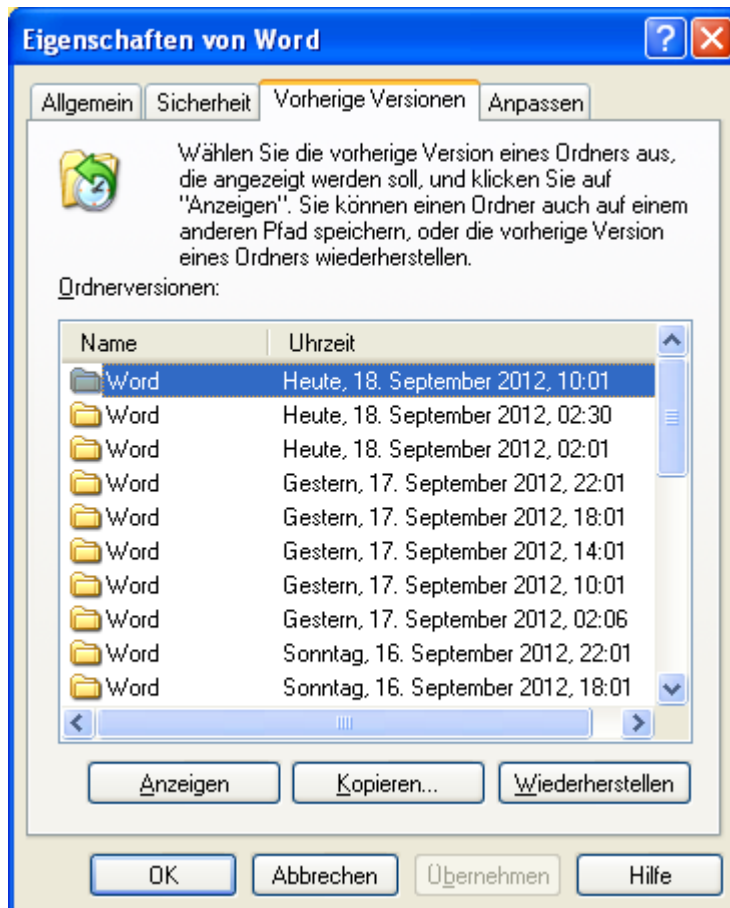 Eigenschaften von Word
Allgemein Sicherheit Vorherige Versionen Anpassen
Wählen Sie die vorherige Version eines Ordners aus,
die angezeigt werden soll, und klicken Sie auf
"Anzeigen". Sie können einen Ordner auch auf einem
anderen Pfad speichern, oder die vorherige Version
eines Ordners wiederherstellen.
Ordnerversionen:
Name Uhrzeit
Word Heute, 18. September 2012, 10:01
Word Heute, 18. September 2012, 02:30
Word Heute, 18. September 2012, 02:01
Word Gestern, 17. September 2012, 22:01
Word Gestern, 17. September 2012, 18:01
Word Gestern, 17. September 2012, 14:01
Word Gestern, 17. September 2012, 10:01
Word Gestern, 17. September 2012, 02:06
Word Sonntag, 16. September 2012, 22:01
Word Sonntag, 16. September 2012, 18:01
Anzeigen Kopieren... Wiederherstellen
OK Abbrechen Übernehmen Hilfe